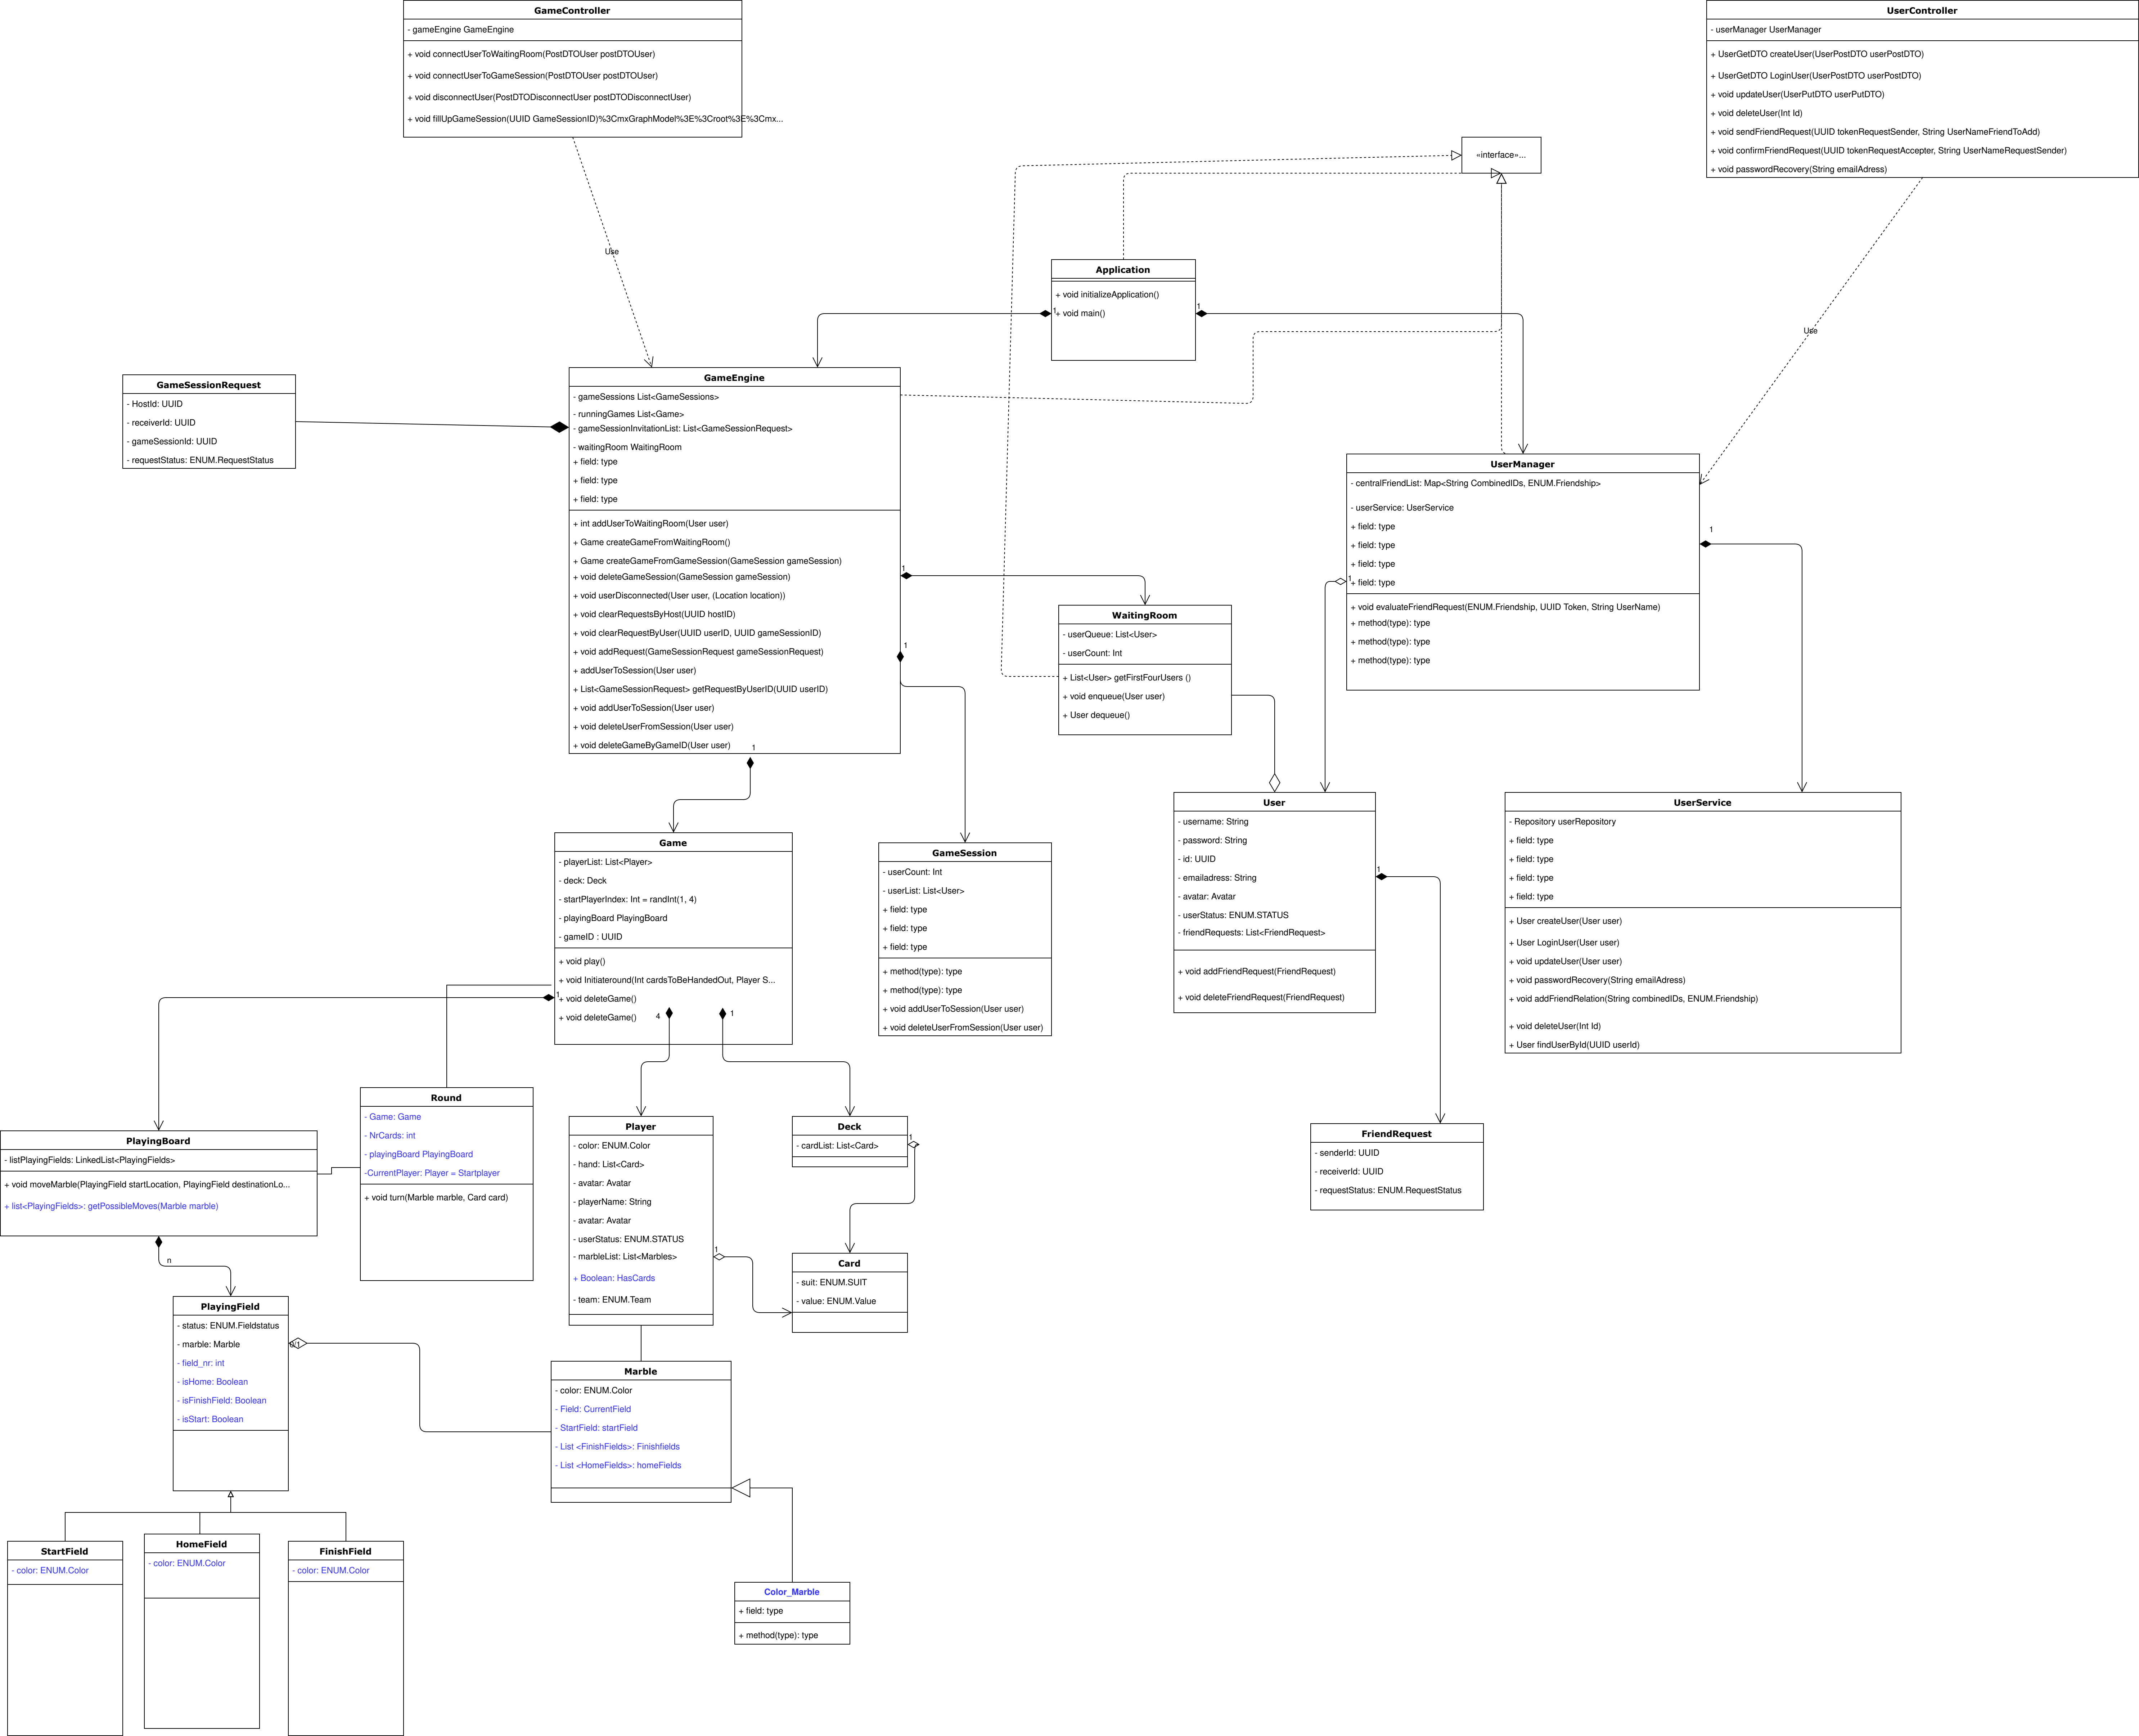 GameController
- gameEngine GameEngine
+ void connectUserToWaitingRoom(PostDTOUser postDTOUser)
+ void connectUserToGameSession(PostDTOUser postDTOUser)
+ void disconnectUser(PostDTODisconnectUser postDTODisconnectUser)
+ void fillUpGameSession(UUID GameSessionID)%3CmxGraphModel%3E%3Croot%3E%3Cmx...
UserController
- userManager UserManager
+ UserGetDTO createUser(UserPostDTO userPostDTO)
+ UserGetDTO LoginUser(UserPostDTO userPostDTO)
+ void updateUser(UserPutDTO userPutDTO)
+ void deleteUser(Int Id)
+ void sendFriendRequest(UUID tokenRequestSender, String UserNameFriendToAdd)
+ void confirmFriendRequest(UUID tokenRequestAccepter, String UserNameRequestSender)
+ void passwordRecovery(String emailAdress)
«interface»...
Use
Use
Application
+ void initializeApplication()
+ void main()
1
1
GameSessionRequest
- HostId: UUID
- receiverId: UUID
- gameSessionId: UUID
- requestStatus: ENUM.RequestStatus
GameEngine
- gameSessions List<GameSessions>
- runningGames List<Game>
- gameSessionInvitationList: List<GameSessionRequest>
- waitingRoom WaitingRoom
+ field: type
+ field: type
+ field: type
+ int addUserToWaitingRoom(User user)
+ Game createGameFromWaitingRoom()
+ Game createGameFromGameSession(GameSession gameSession)
+ void deleteGameSession(GameSession gameSession)
+ void userDisconnected(User user, (Location location))
+ void clearRequestsByHost(UUID hostID)
+ void clearRequestByUser(UUID userID, UUID gameSessionID)
+ void addRequest(GameSessionRequest gameSessionRequest)
+ addUserToSession(User user)
+ List<GameSessionRequest> getRequestByUserID(UUID userID)
+ void addUserToSession(User user)
+ void deleteUserFromSession(User user)
+ void deleteGameByGameID(User user)
1
1
1
UserManager
- centralFriendList: Map<String CombinedIDs, ENUM.Friendship>
- userService: UserService
+ field: type
+ field: type
+ field: type
+ field: type
+ void evaluateFriendRequest(ENUM.Friendship, UUID Token, String UserName)
+ method(type): type
+ method(type): type
+ method(type): type
1
1
WaitingRoom
- userQueue: List<User>
- userCount: Int
+ List<User> getFirstFourUsers ()
+ void enqueue(User user)
+ User dequeue()
User
- username: String
- password: String
- id: UUID
- emailadress: String
- avatar: Avatar
- userStatus: ENUM.STATUS
- friendRequests: List<FriendRequest>
+ void addFriendRequest(FriendRequest)
+ void deleteFriendRequest(FriendRequest)
1
UserService
- Repository userRepository
+ field: type
+ field: type
+ field: type
+ field: type
+ User createUser(User user)
+ User LoginUser(User user)
+ void updateUser(User user)
+ void passwordRecovery(String emailAdress)
+ void addFriendRelation(String combinedIDs, ENUM.Friendship)
+ void deleteUser(Int Id)
+ User findUserById(UUID userId)
Game
- playerList: List<Player>
- deck: Deck
- startPlayerIndex: Int = randInt(1, 4)
- playingBoard PlayingBoard
- gameID : UUID
+ void play()
+ void Initiateround(Int cardsToBeHandedOut, Player S...
+ void deleteGame()
+ void deleteGame()
1
4
1
GameSession
- userCount: Int
- userList: List<User>
+ field: type
+ field: type
+ field: type
+ method(type): type
+ method(type): type
+ void addUserToSession(User user)
+ void deleteUserFromSession(User user)
Round
- Game: Game
- NrCards: int
- playingBoard PlayingBoard
-CurrentPlayer: Player = Startplayer
+ void turn(Marble marble, Card card)
PlayingBoard
- listPlayingFields: LinkedList<PlayingFields>
+ void moveMarble(PlayingField startLocation, PlayingField destinationLo...
+ list<PlayingFields>: getPossibleMoves(Marble marble)
n
Player
- color: ENUM.Color
- hand: List<Card>
- avatar: Avatar
- playerName: String
- avatar: Avatar
- userStatus: ENUM.STATUS
- marbleList: List<Marbles>
+ Boolean: HasCards
- team: ENUM.Team
1
Deck
- cardList: List<Card>
1
Card
- suit: ENUM.SUIT
- value: ENUM.Value
FriendRequest
- senderId: UUID
- receiverId: UUID
- requestStatus: ENUM.RequestStatus
PlayingField
- status: ENUM.Fieldstatus
- marble: Marble
- field_nr: int
- isHome: Boolean
- isFinishField: Boolean
- isStart: Boolean
0/1
Marble
- color: ENUM.Color
- Field: CurrentField
- StartField: startField
- List <FinishFields>: Finishfields
- List <HomeFields>: homeFields
StartField
- color: ENUM.Color
HomeField
- color: ENUM.Color
FinishField
- color: ENUM.Color
Color_Marble
+ field: type
+ method(type): type